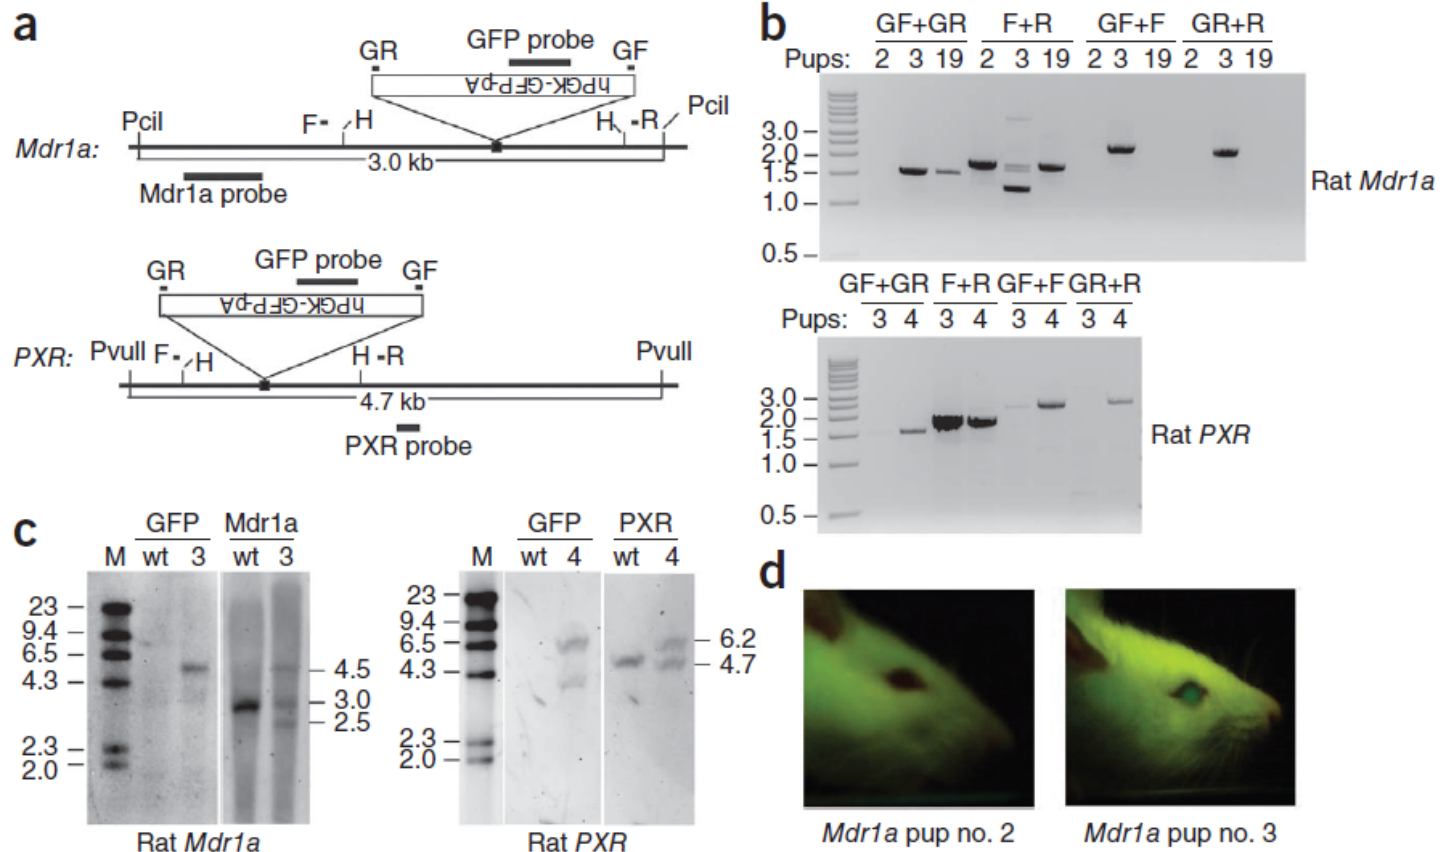 a
GR
GFP probe
GF
hPGK-GFP-pA
PciI
F
H
H
R
PciI
Mdr1a:
3.0 kb
Mdr1a probe
GR
GFP probe
GF
hPGK-GFP-pA
PXR:
PvuII
F
H
H
R
PvuII
4.7 kb
PXR probe
b
GF+GR F+R GF+F GR+R
Pups: 2 3 19 2 3 19 2 3 19 2 3 19
3.0
2.0
1.5
1.0
0.5
Rat Mdr1a
GF+GR F+R GF+F GR+R
Pups: 3 4 3 4 3 4 3 4
3.0
2.0
1.5
1.0
0.5
Rat PXR
c
GFP Mdr1a
M wt 3 wt 3
23
9.4
6.5
4.3
2.3
2.0
4.5
3.0
2.5
Rat Mdr1a
GFP PXR
M wt 4 wt 4
23
9.4
6.5
4.3
2.3
2.0
6.2
4.7
Rat PXR
d
Mdr1a pup no. 2
Mdr1a pup no. 3